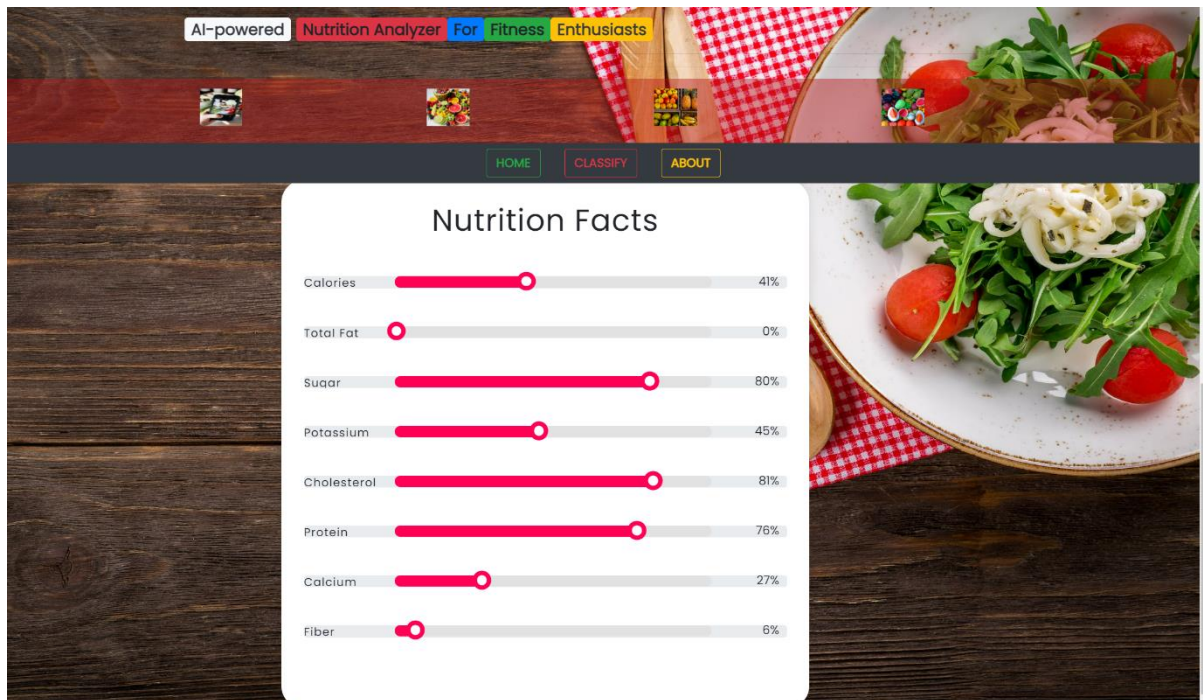 AI-powered Nutrition Analyzer For Fitness Enthusiasts
HOME CLASSIFY ABOUT
Nutrition Facts
Calories 41%
Total Fat 0%
Sugar 80%
Potassium 45%
Cholesterol 81%
Protein 76%
Calcium 27%
Fiber 6%